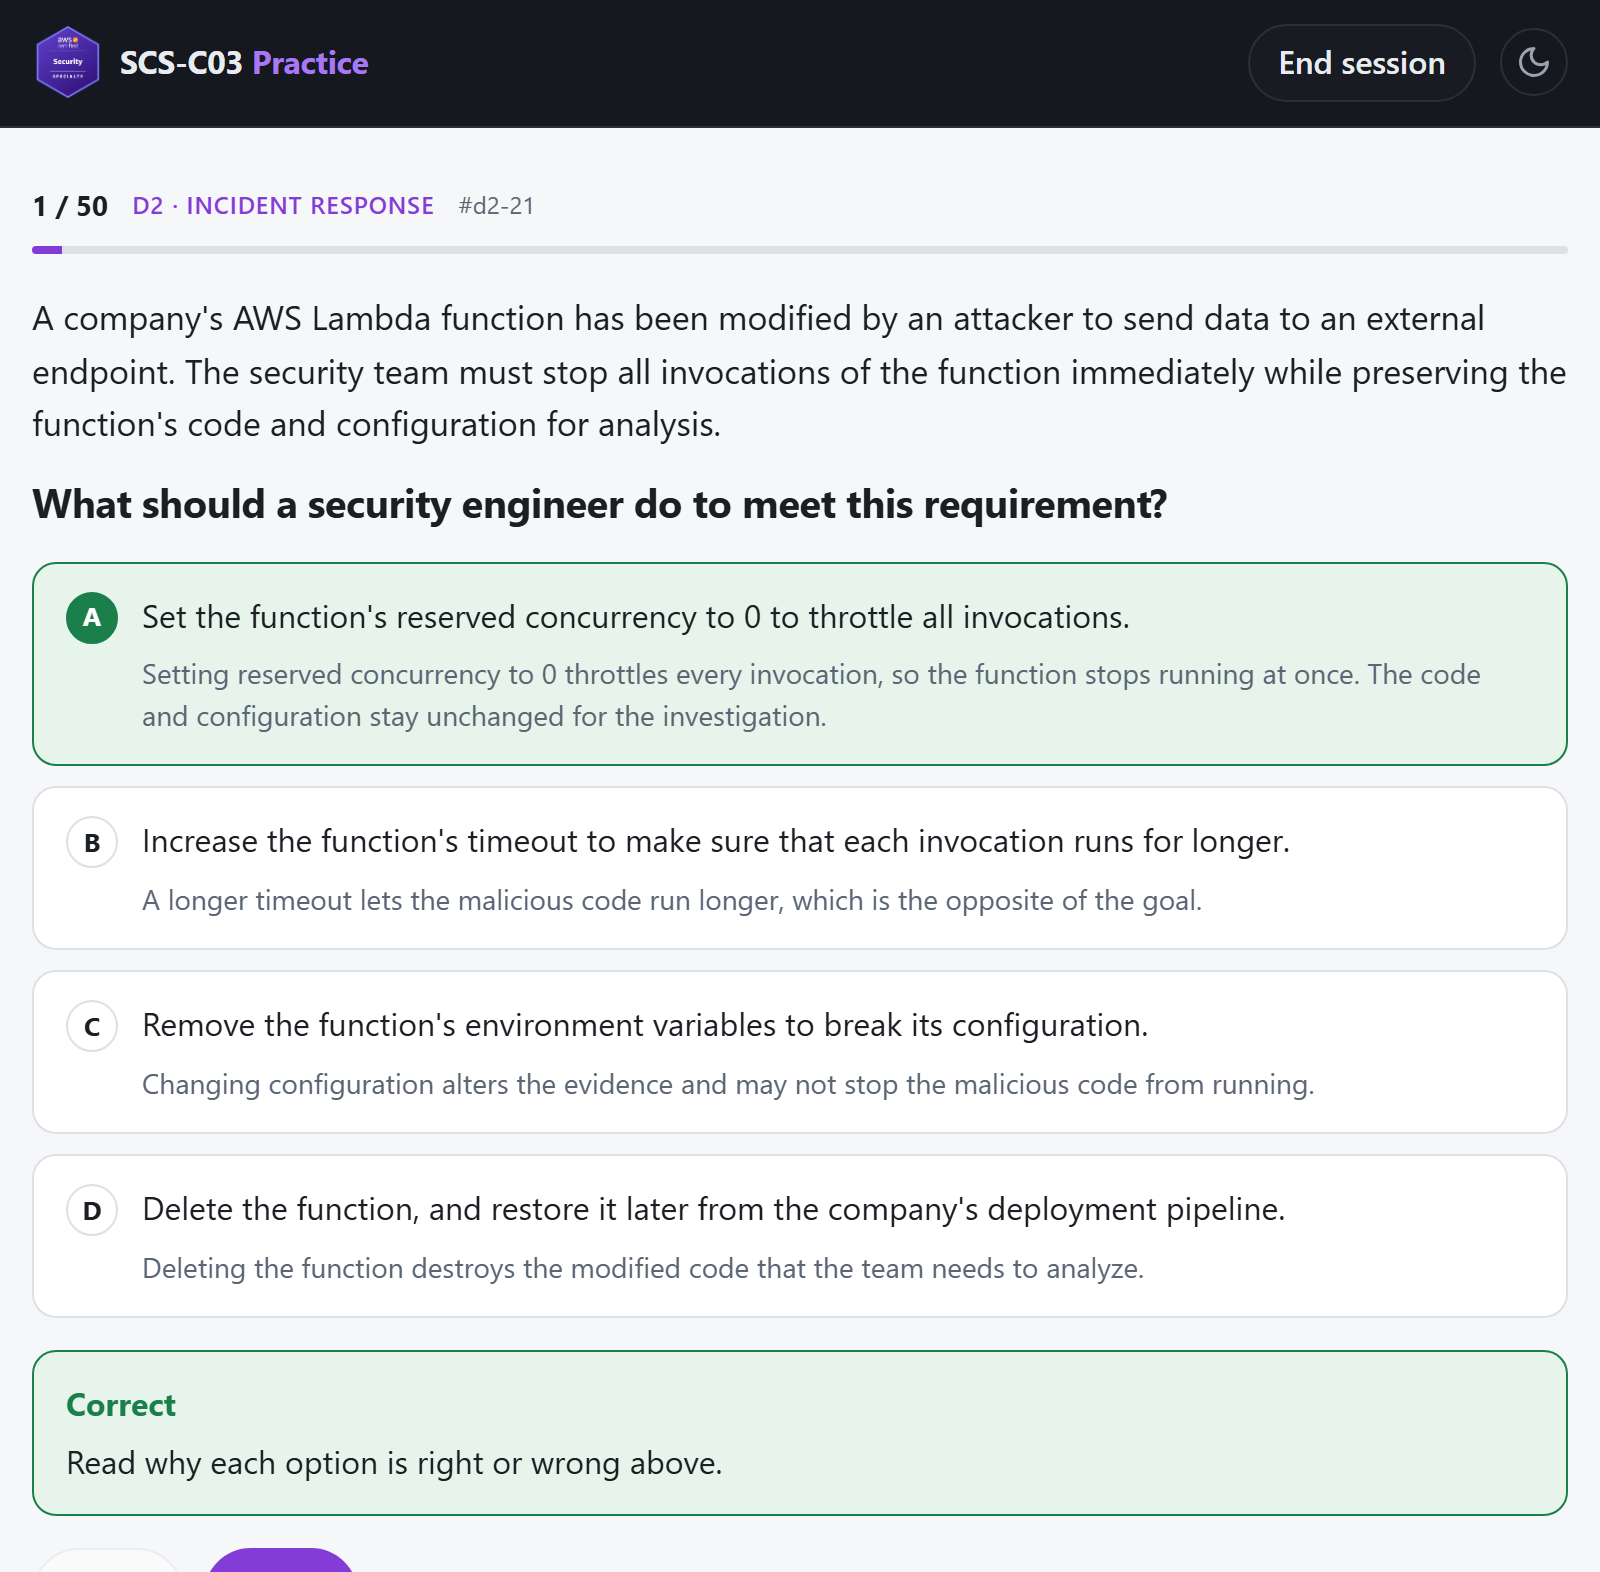 aws
certified
Security
SPECIALTY
SCS-C03 Practice
End session
1 / 50 D2 · INCIDENT RESPONSE #d2-21
A company's AWS Lambda function has been modified by an attacker to send data to an external
endpoint. The security team must stop all invocations of the function immediately while preserving the
function's code and configuration for analysis.
What should a security engineer do to meet this requirement?
A Set the function's reserved concurrency to 0 to throttle all invocations.
Setting reserved concurrency to 0 throttles every invocation, so the function stops running at once. The code
and configuration stay unchanged for the investigation.
B Increase the function's timeout to make sure that each invocation runs for longer.
A longer timeout lets the malicious code run longer, which is the opposite of the goal.
C Remove the function's environment variables to break its configuration.
Changing configuration alters the evidence and may not stop the malicious code from running.
D Delete the function, and restore it later from the company's deployment pipeline.
Deleting the function destroys the modified code that the team needs to analyze.
Correct
Read why each option is right or wrong above.